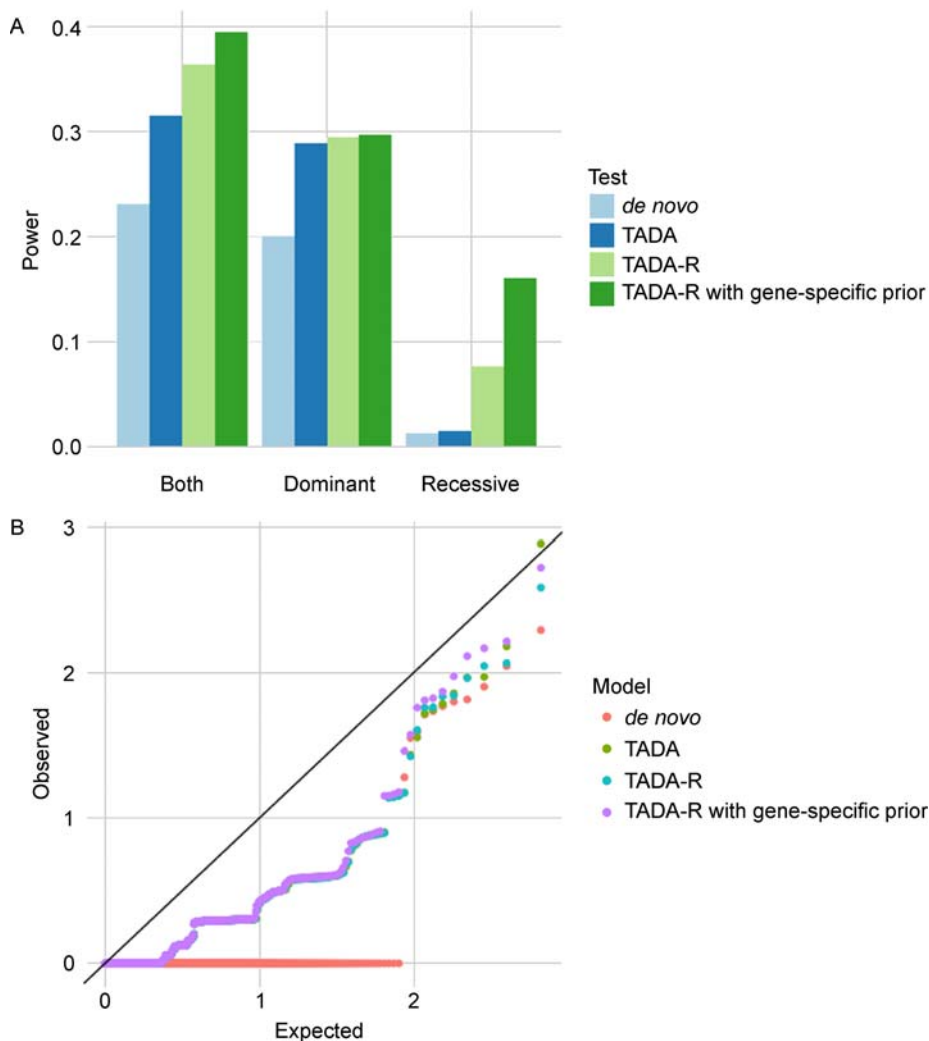 A
0.4
0.3
0.2
0.1
0.0
Power
Both Dominant Recessive
Test
de novo
TADA
TADA-R
TADA-R with gene-specific prior
B
3
2
1
0
Observed
0 1 2
Expected
Model
de novo
TADA
TADA-R
TADA-R with gene-specific prior